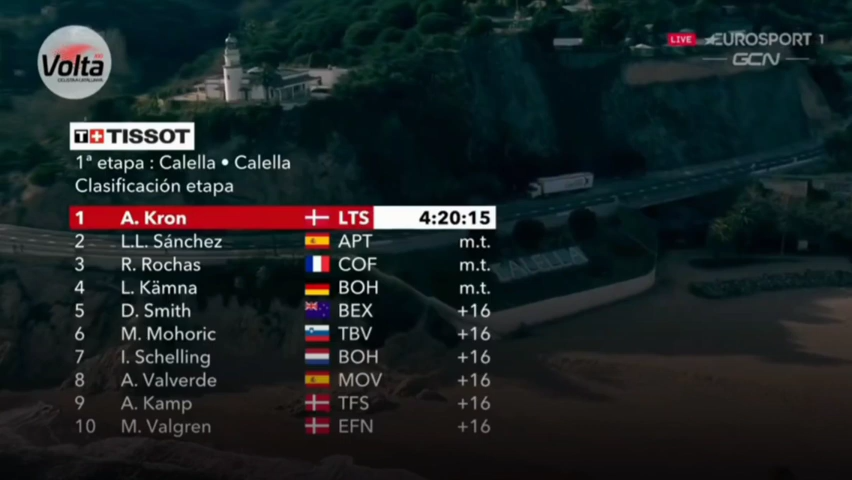 Volta
LIVE EUROSPORT 1
GCN
T+ TISSOT
1ª etapa : Calella • Calella
Clasificación etapa
1 A. Kron LTS 4:20:15
2 L.L. Sánchez APT m.t.
3 R. Rochas COF m.t.
4 L. Kämna BOH m.t.
5 D. Smith BEX +16
6 M. Mohoric TBV +16
7 I. Schelling BOH +16
8 A. Valverde MOV +16
9 A. Kamp TFS +16
10 M. Valgren EFN +16
CALELLA